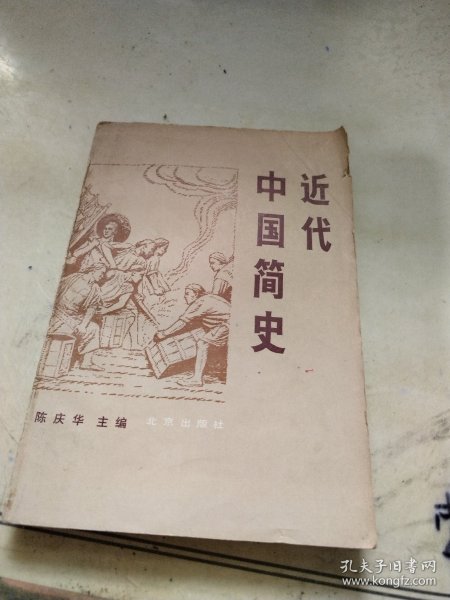 近代
中国简史
陈庆华 主编 北京出版社
孔夫子旧书网
www.kongfz.com